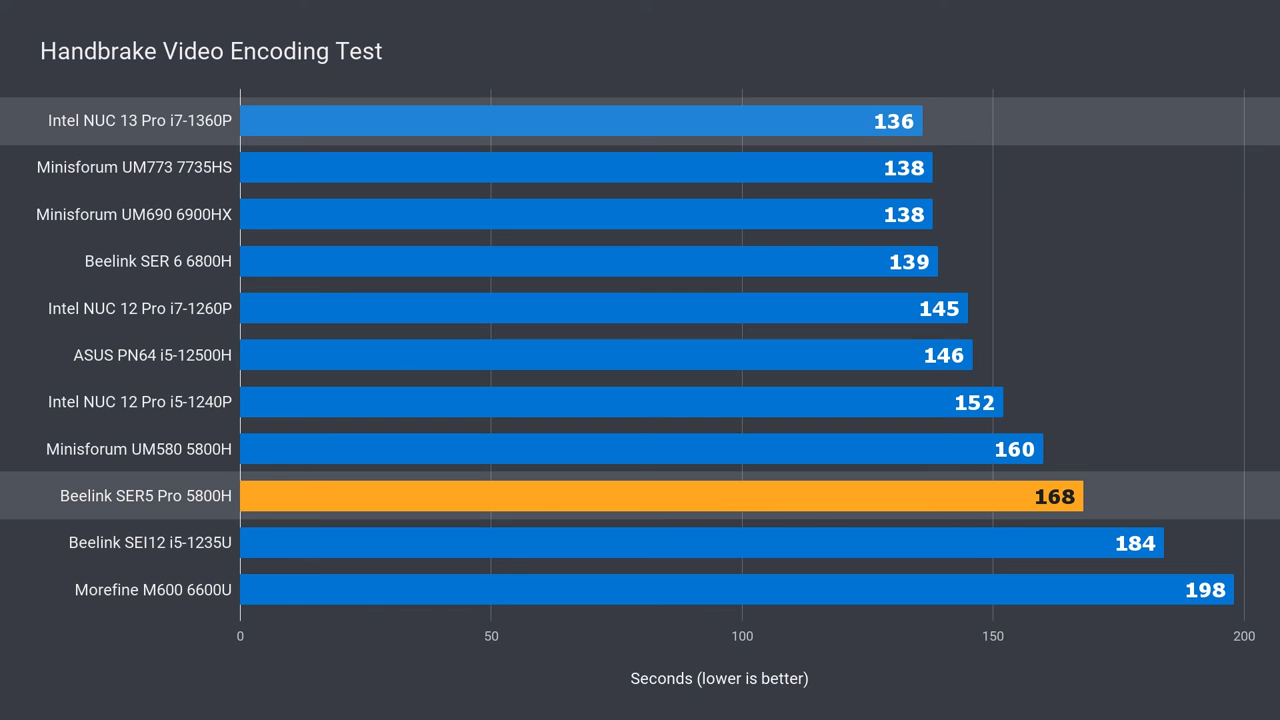 Handbrake Video Encoding Test
Intel NUC 13 Pro i7-1360P 136
Minisforum UM773 7735HS 138
Minisforum UM690 6900HX 138
Beelink SER 6 6800H 139
Intel NUC 12 Pro i7-1260P 145
ASUS PN64 i5-12500H 146
Intel NUC 12 Pro i5-1240P 152
Minisforum UM580 5800H 160
Beelink SER5 Pro 5800H 168
Beelink SEI12 i5-1235U 184
Morefine M600 6600U 198
0 50 100 150 200
Seconds (lower is better)